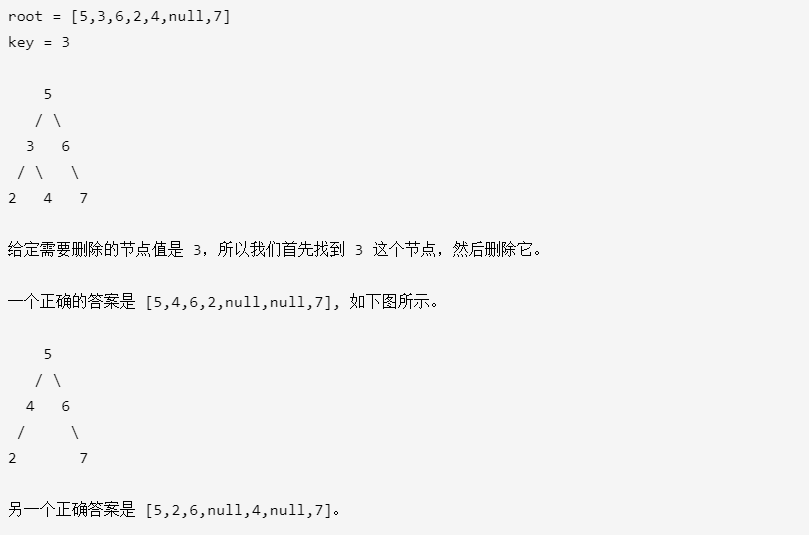 root = [5,3,6,2,4,null,7]
key = 3
    5
   / \
  3   6
 / \   \
2   4   7
给定需要删除的节点值是 3，所以我们首先找到 3 这个节点，然后删除它。
一个正确的答案是 [5,4,6,2,null,null,7], 如下图所示。
    5
   / \
  4   6
 /     \
2       7
另一个正确答案是 [5,2,6,null,4,null,7]。